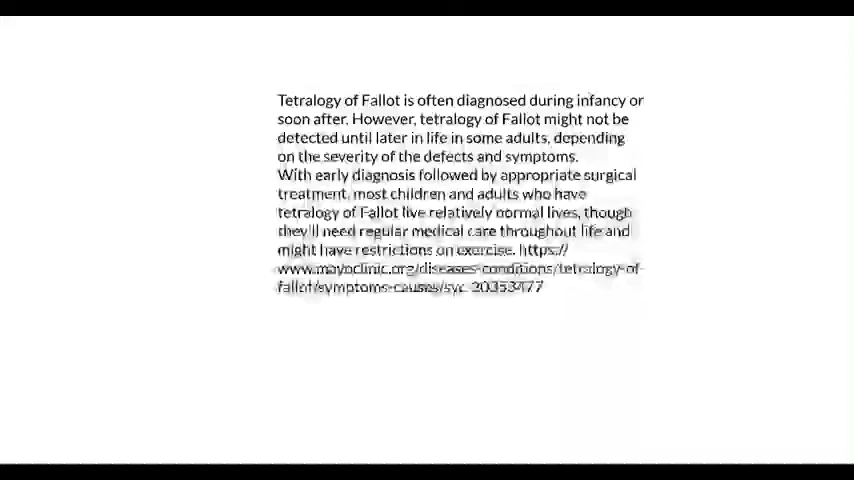 Tetralogy of Fallot is often diagnosed during infancy or
soon after. However, tetralogy of Fallot might not be
detected until later in life in some adults, depending
on the severity of the defects and symptoms.
With early diagnosis followed by appropriate surgical
treatment, most children and adults who have
tetralogy of Fallot live relatively normal lives, though
they'll need regular medical care throughout life and
might have restrictions on exercise. https://
www.mayoclinic.org/diseases-conditions/tetralogy-of-
fallot/symptoms-causes/syc-20353477